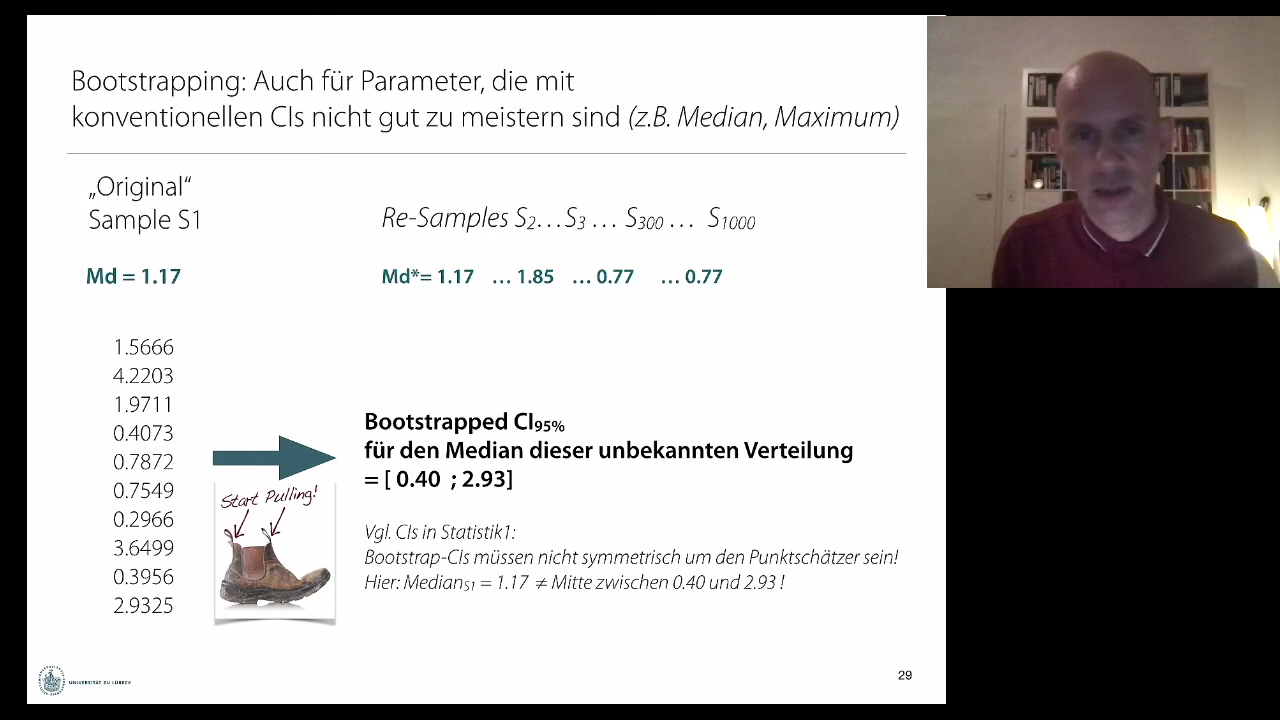 Bootstrapping: Auch für Parameter, die mit
konventionellen CIs nicht gut zu meistern sind (z.B. Median, Maximum)
„Original“
Sample S1
Re-Samples S2…S3 … S300 … S1000
Md = 1.17
Md*= 1.17 … 1.85 … 0.77 … 0.77
1.5666
4.2203
1.9711
0.4073
0.7872
0.7549
0.2966
3.6499
0.3956
2.9325
Start Pulling!
Bootstrapped CI95%
für den Median dieser unbekannten Verteilung
= [ 0.40 ; 2.93]
Vgl. CIs in Statistik1:
Bootstrap-CIs müssen nicht symmetrisch um den Punktschätzer sein!
Hier: MedianS1 = 1.17 ≠ Mitte zwischen 0.40 und 2.93 !
UNIVERSITÄT ZU LÜBECK
29